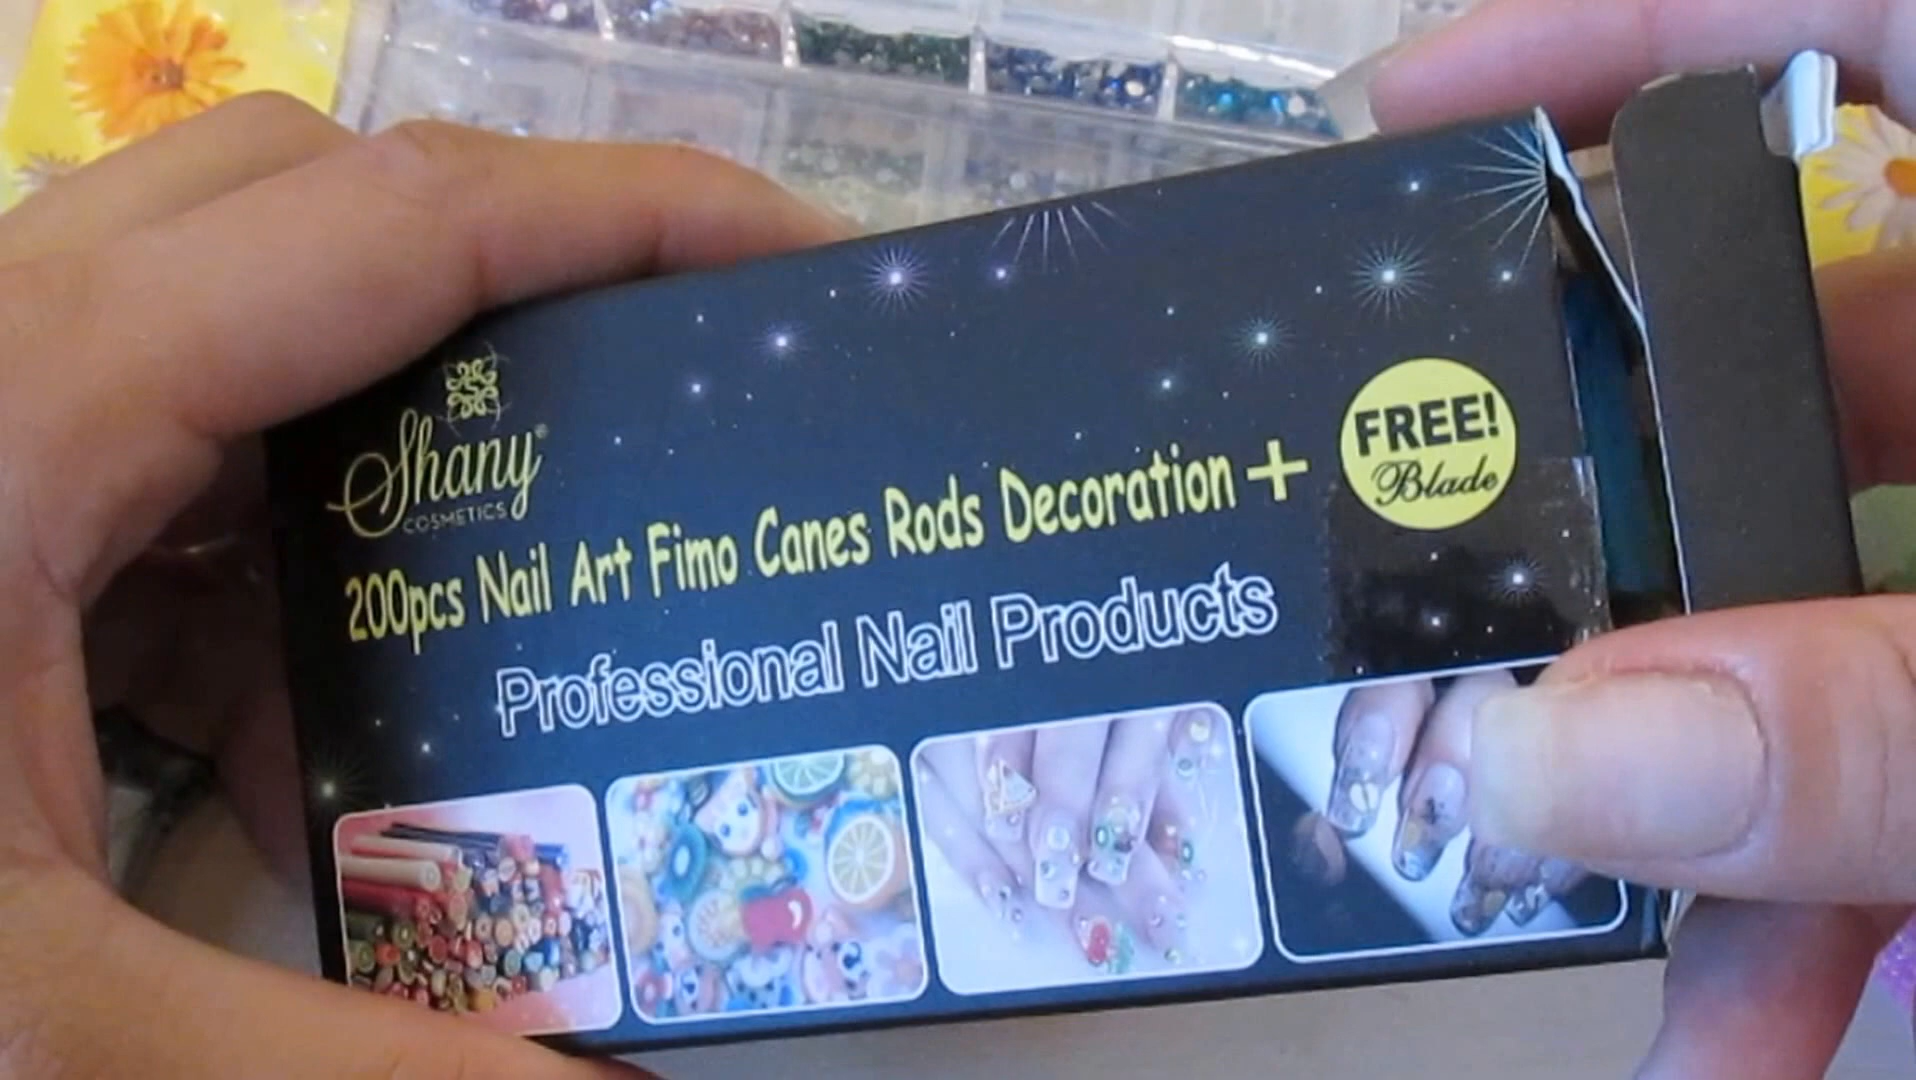 Shany®
COSMETICS
200pcs Nail Art Fimo Canes Rods Decoration +
FREE!
Blade
Professional Nail Products